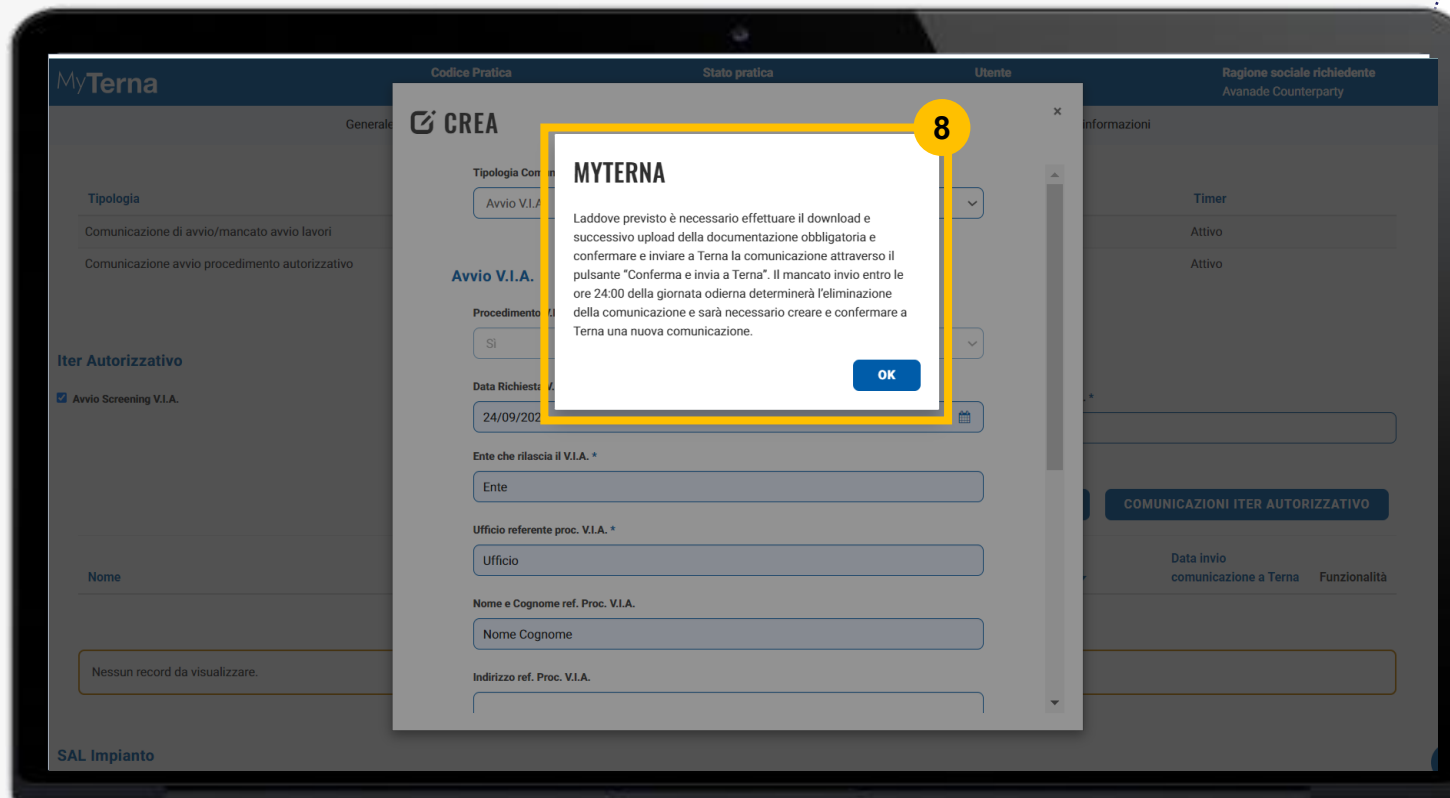 MyTerna
Codice Pratica
Stato pratica
Utente
Ragione sociale richiedente
Avanade Counterparty
Generale
informazioni
Tipologia
Timer
Comunicazione di avvio/mancato avvio lavori
Attivo
Comunicazione avvio procedimento autorizzativo
Attivo
Iter Autorizzativo
Avvio Screening V.I.A.
. *
COMUNICAZIONI ITER AUTORIZZATIVO
Nome
Data invio
comunicazione a Terna
Funzionalità
Nessun record da visualizzare.
SAL Impianto
CREA
×
Tipologia
Avvio V.I.A
Avvio V.I.A.
Procedimento
Sì
Data Richiesta
24/09/202
Ente che rilascia il V.I.A. *
Ente
Ufficio referente proc. V.I.A. *
Ufficio
Nome e Cognome ref. Proc. V.I.A.
Nome Cognome
Indirizzo ref. Proc. V.I.A.
8
MYTERNA
Laddove previsto è necessario effettuare il download e
successivo upload della documentazione obbligatoria e
confermare e inviare a Terna la comunicazione attraverso il
pulsante “Conferma e invia a Terna”. Il mancato invio entro le
ore 24:00 della giornata odierna determinerà l’eliminazione
della comunicazione e sarà necessario creare e confermare a
Terna una nuova comunicazione.
OK